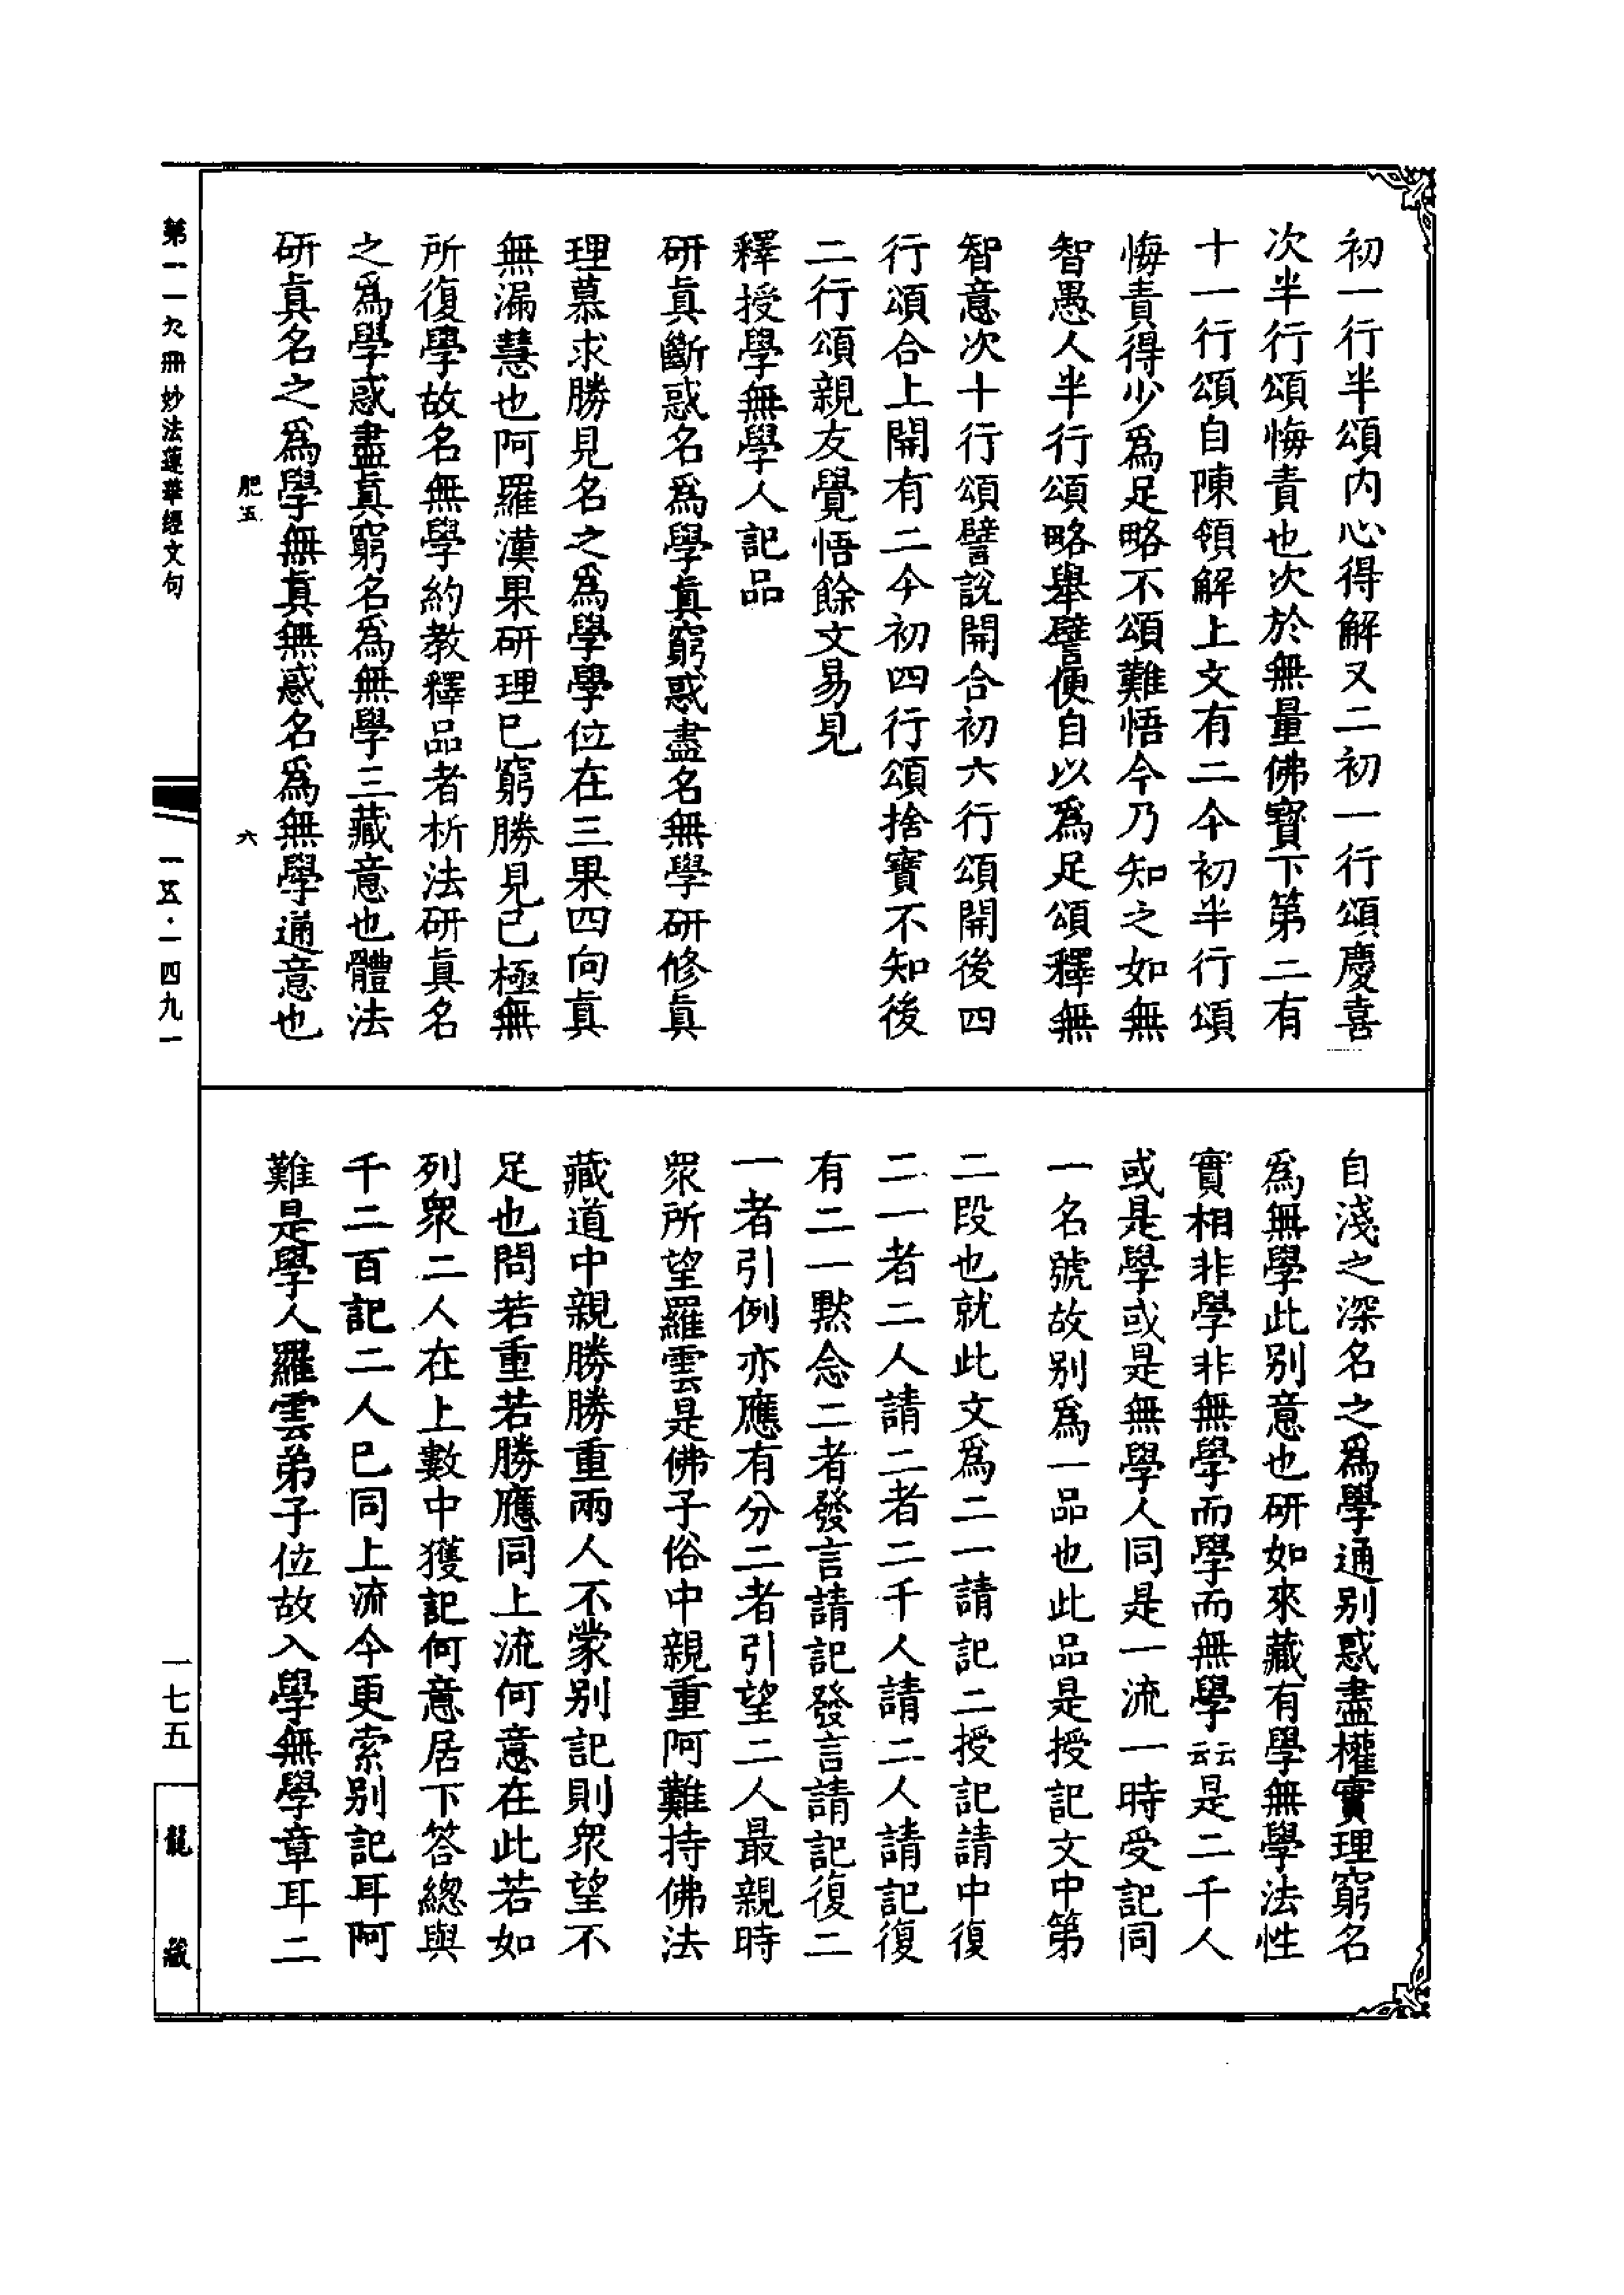 初一行半頌內心得解又二初一行頌慶喜
次半行頌悔責也次於無量佛寶下第二有
十一行頌自陳領解上文有二今初半行頌
悔責得少爲足略不頌難悟今乃知之如無
智愚人半行頌略舉譬便自以爲足頌釋無
智意次十行頌譬說開合初六行頌開後四
行頌合上開有二今初四行頌捨寶不知後
二行頌親友覺悟餘文易見
釋授學無學人記品
研眞斷惑名爲學眞窮惑盡名無學研修眞
理慕求勝見名之爲學學位在三果四向眞
無漏慧也阿羅漢果研理已窮勝見已極無
所復學故名無學約教釋品者析法研眞名
之爲學惑盡眞窮名爲無學三藏意也體法
研眞名之爲學無眞無惑名爲無學通意也
自淺之深名之爲學通别惑盡權實理窮名
爲無學此别意也研如來藏有學無學法性
實相非學非無學而學而無學云云是二千人
或是學或是無學人同是一流一時受記同
一名號故别爲一品也此品是授記文中第
二段也就此文爲二一請記二授記請中復
二一者二人請二者二千人請二人請記復
有二一默念二者發言請記發言請記復二
一者引例亦應有分二者引望二人最親時
眾所望羅雲是佛子俗中親重阿難持佛法
藏道中親勝勝重兩人不蒙别記則眾望不
足也問若重若勝應同上流何意在此若如
列眾二人在上數中獲記何意居下答總與
千二百記二人已同上流今更索别記耳阿
難是學人羅雲弟子位故入學無學章耳二
第一一九冊 妙法蓮華經文句
肥五
六
一五·一四九一
一七五
龍藏